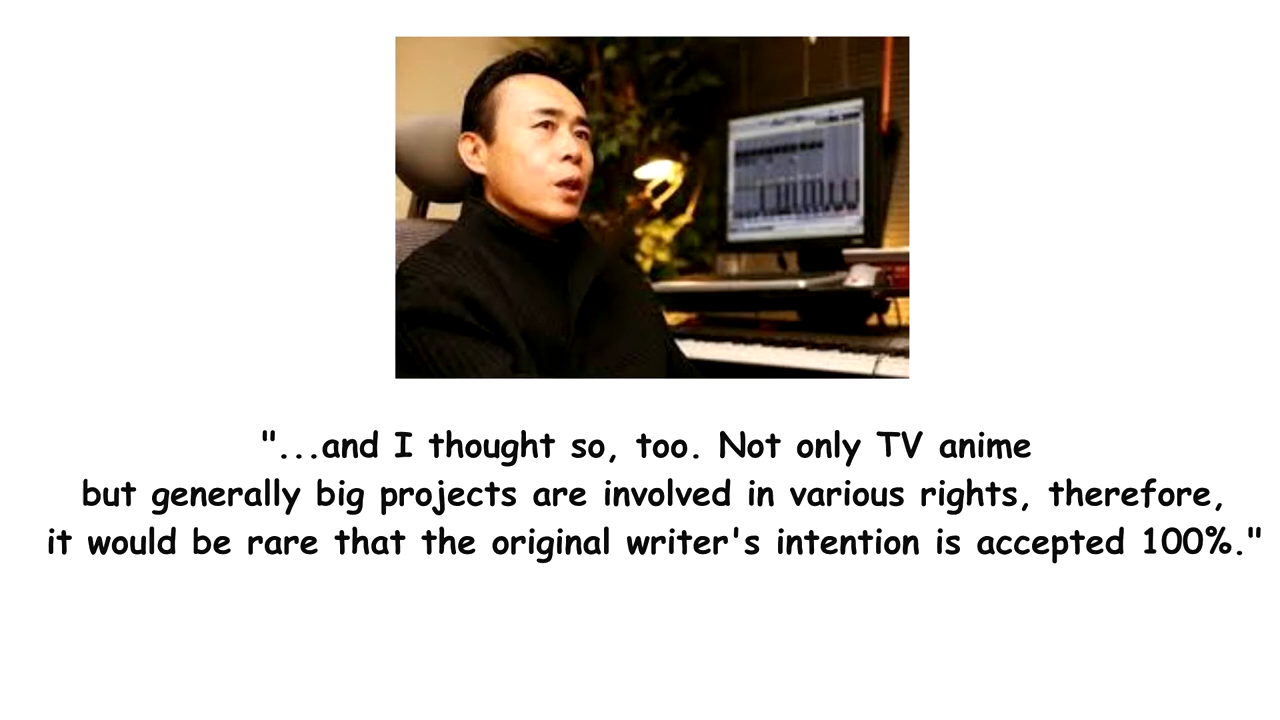 "...and I thought so, too. Not only TV anime
but generally big projects are involved in various rights, therefore,
it would be rare that the original writer's intention is accepted 100%."